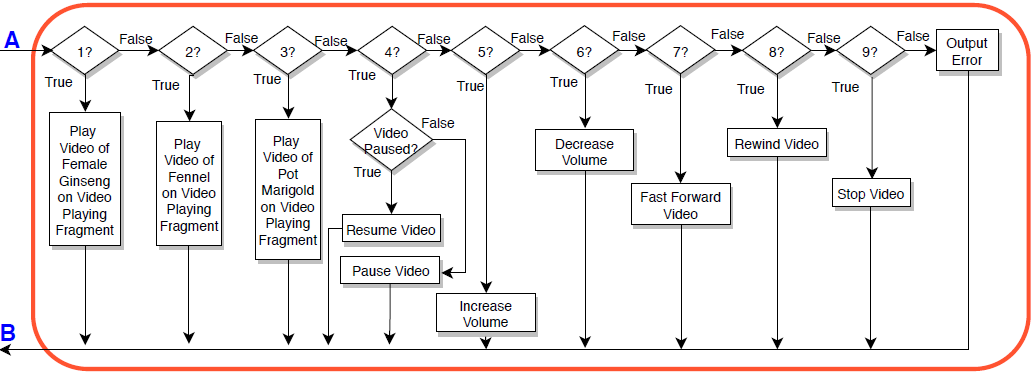 A
1?
False
2?
False
3?
False
4?
False
5?
False
6?
False
7?
False
8?
False
9?
False
Output
Error
True
True
True
True
True
True
True
True
True
Play
Video of
Female
Ginseng
on Video
Playing
Fragment
Play
Video of
Fennel
on Video
Playing
Fragment
Play
Video of
Pot
Marigold
on Video
Playing
Fragment
Video
Paused?
False
True
Resume Video
Pause Video
Increase
Volume
Decrease
Volume
Fast Forward
Video
Rewind Video
Stop Video
B